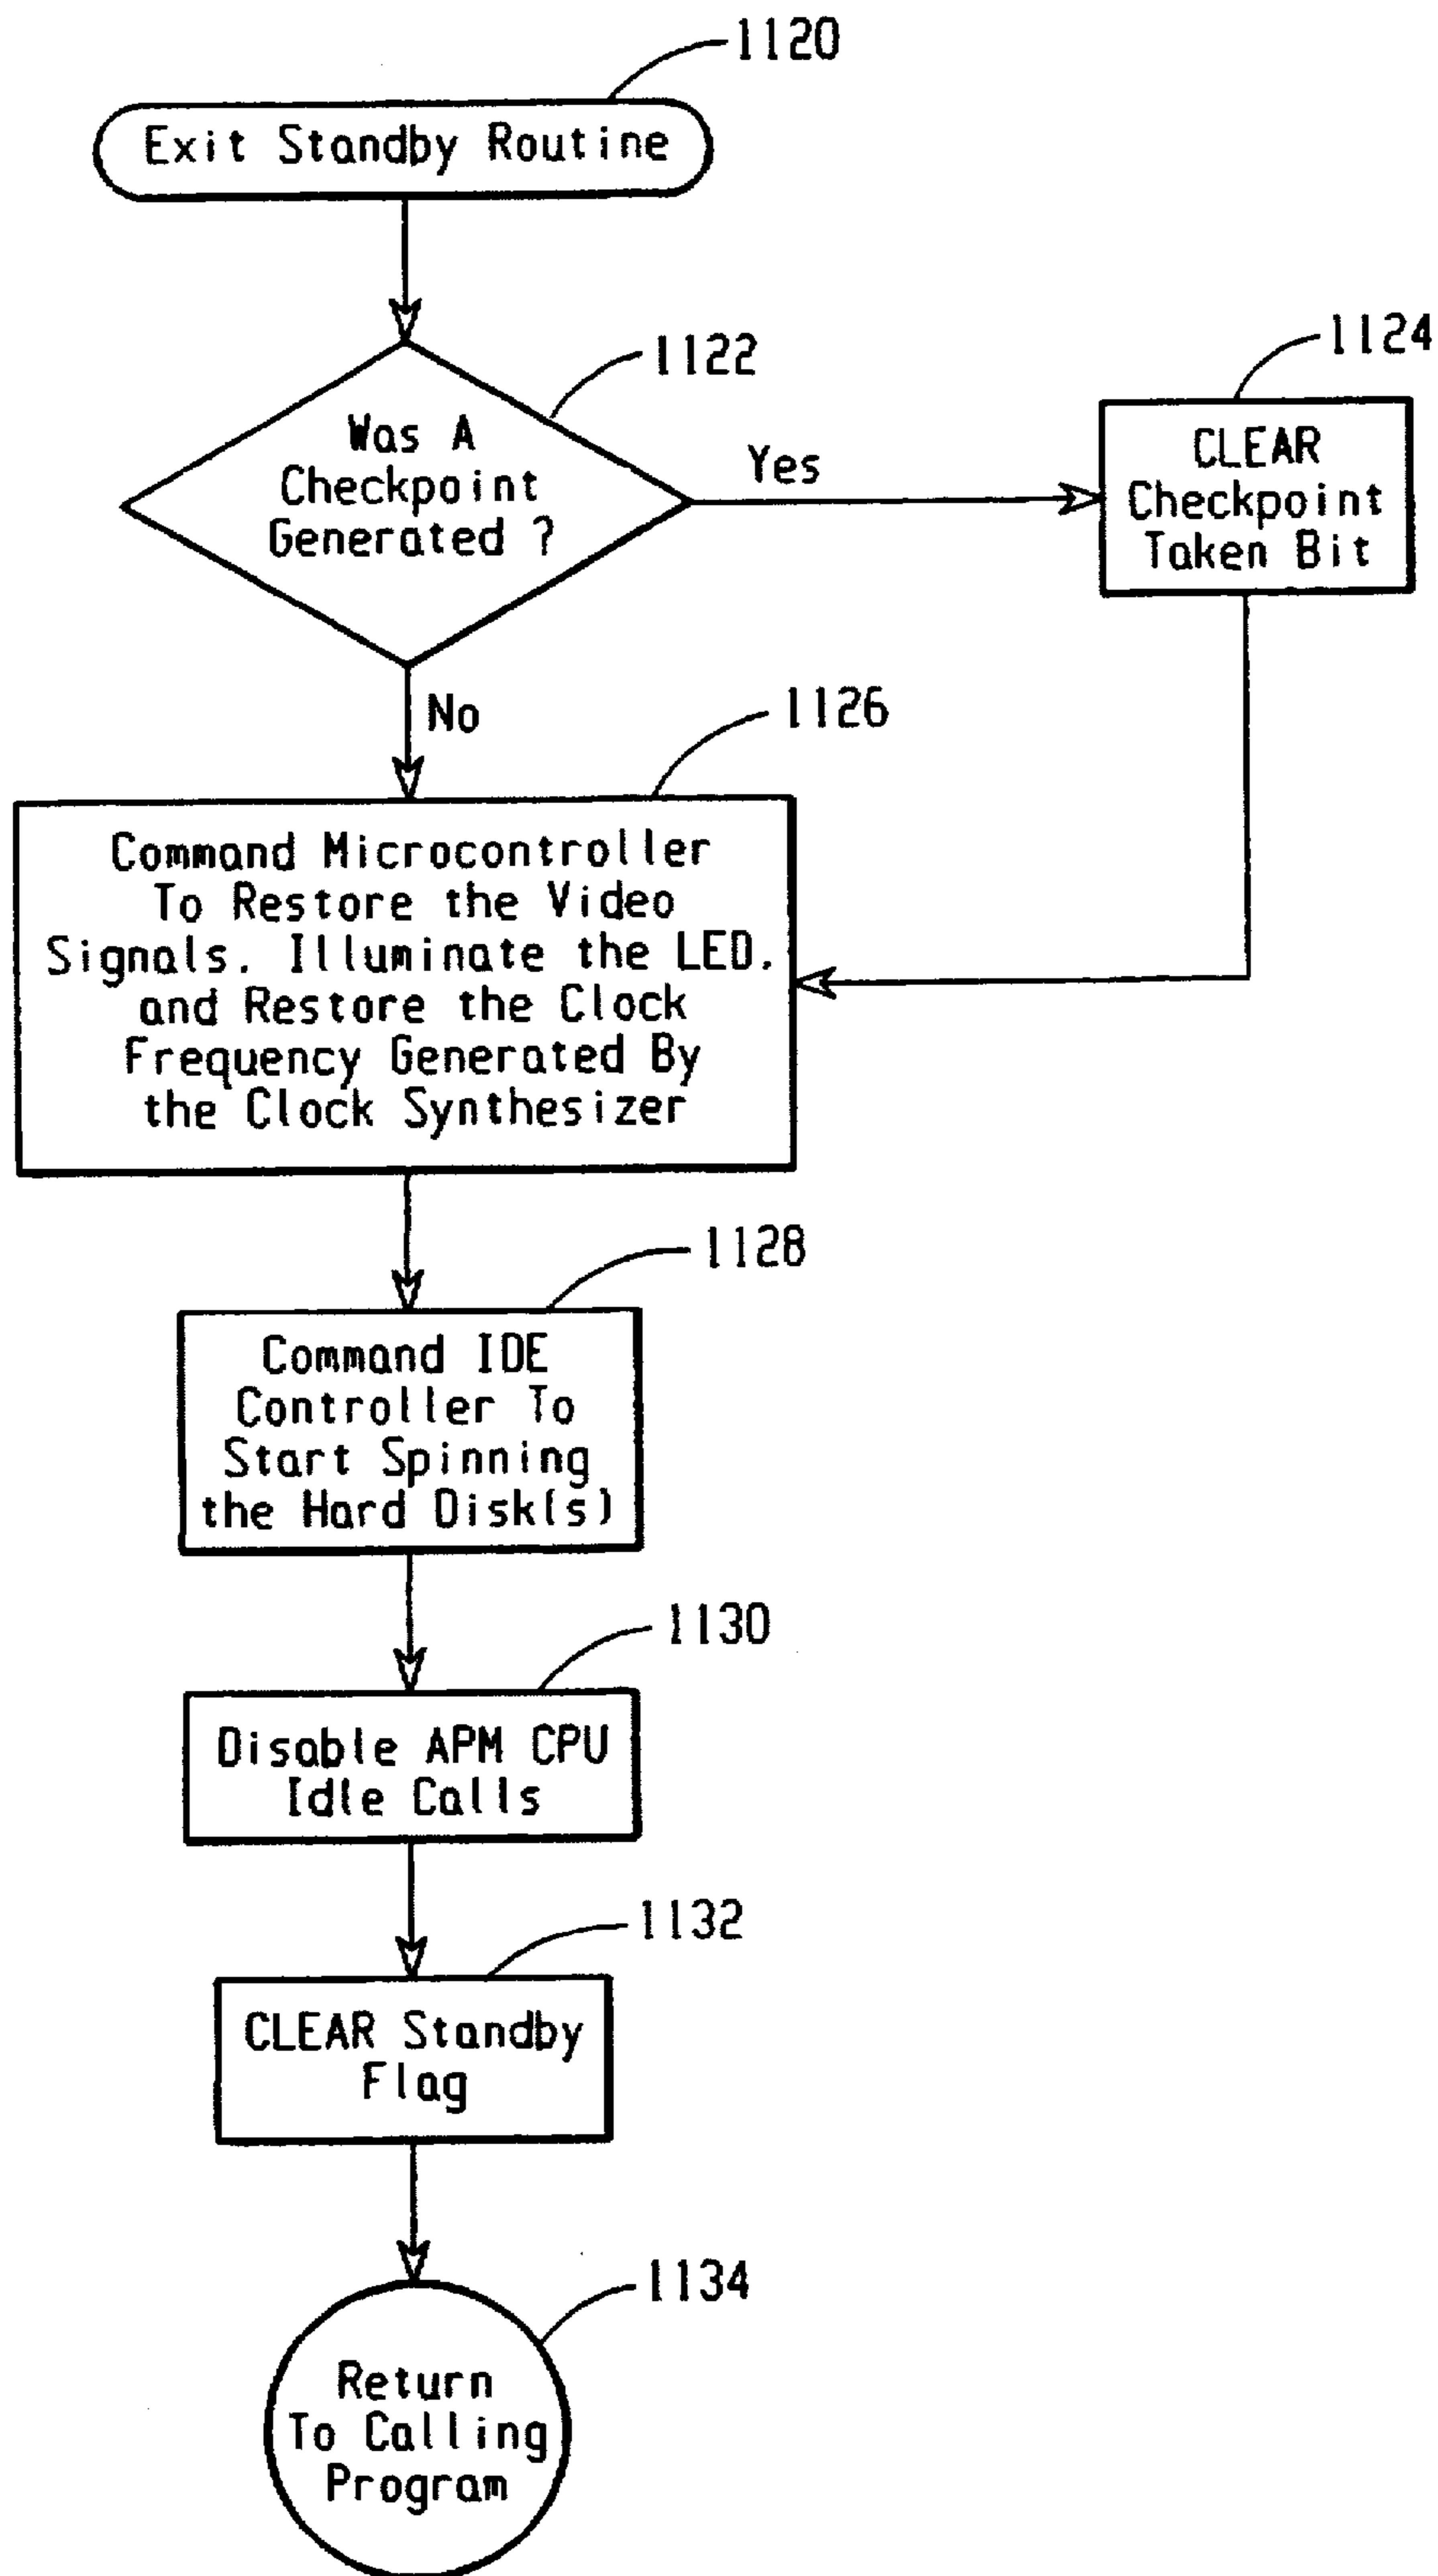 1120
Exit Standby Routine
1122
Was A
Checkpoint
Generated ?
Yes
1124
CLEAR
Checkpoint
Taken Bit
No
1126
Command Microcontroller
To Restore the Video
Signals, Illuminate the LED,
and Restore the Clock
Frequency Generated By
the Clock Synthesizer
1128
Command IDE
Controller To
Start Spinning
the Hard Disk(s)
1130
Disable APM CPU
Idle Calls
1132
CLEAR Standby
Flag
1134
Return
To Calling
Program